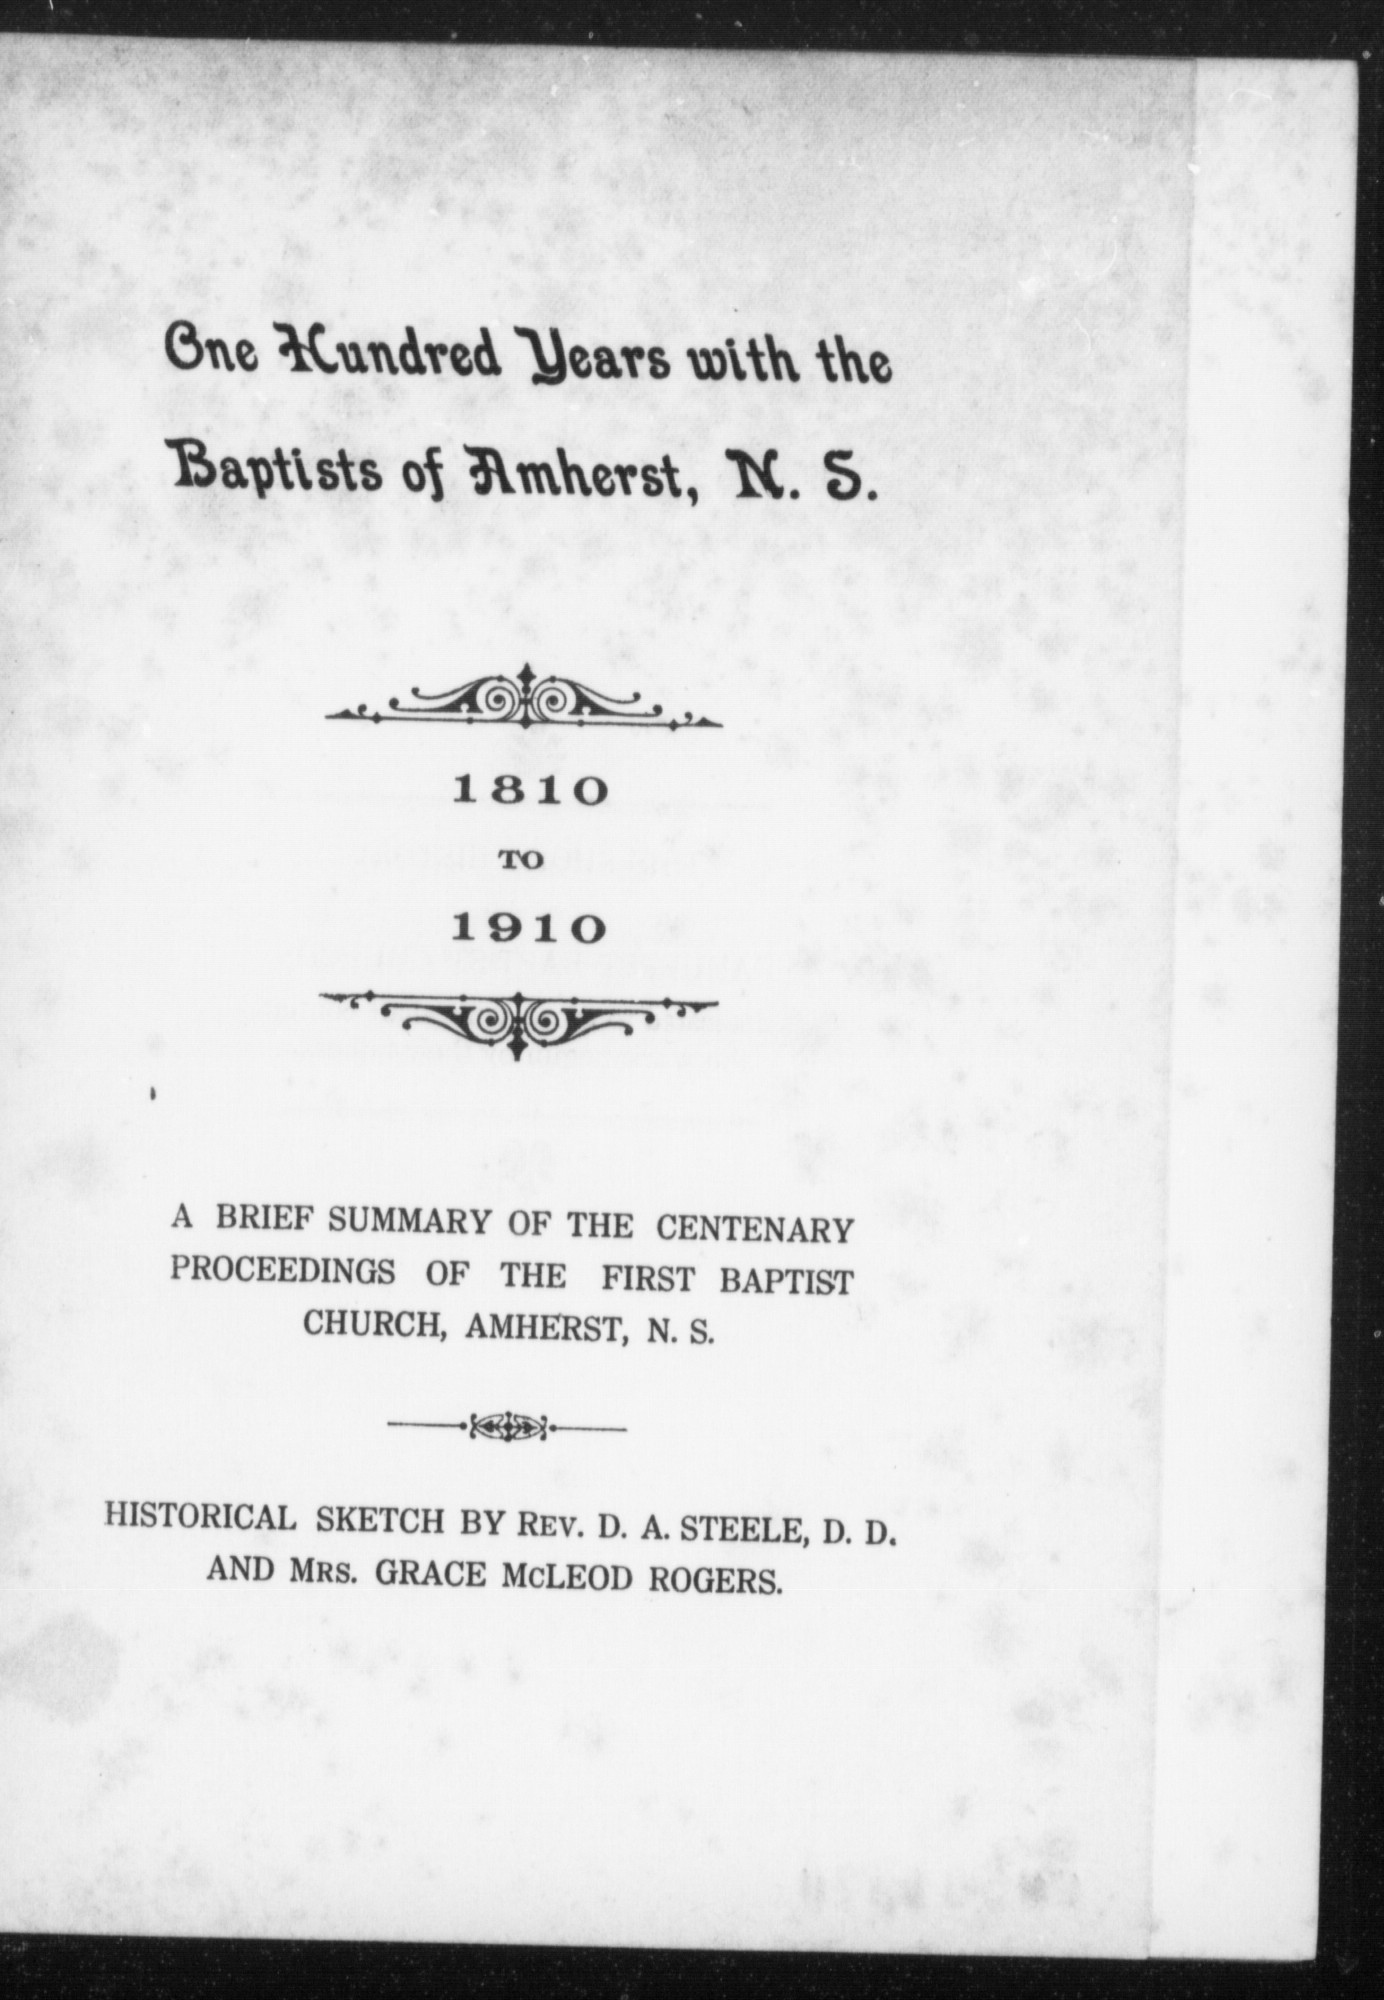 One Hundred Years with the
Baptists of Amherst, N. S.
1810
TO
1910
A BRIEF SUMMARY OF THE CENTENARY
PROCEEDINGS OF THE FIRST BAPTIST
CHURCH, AMHERST, N. S.
HISTORICAL SKETCH BY REV. D. A. STEELE, D. D.
AND MRS. GRACE McLEOD ROGERS.